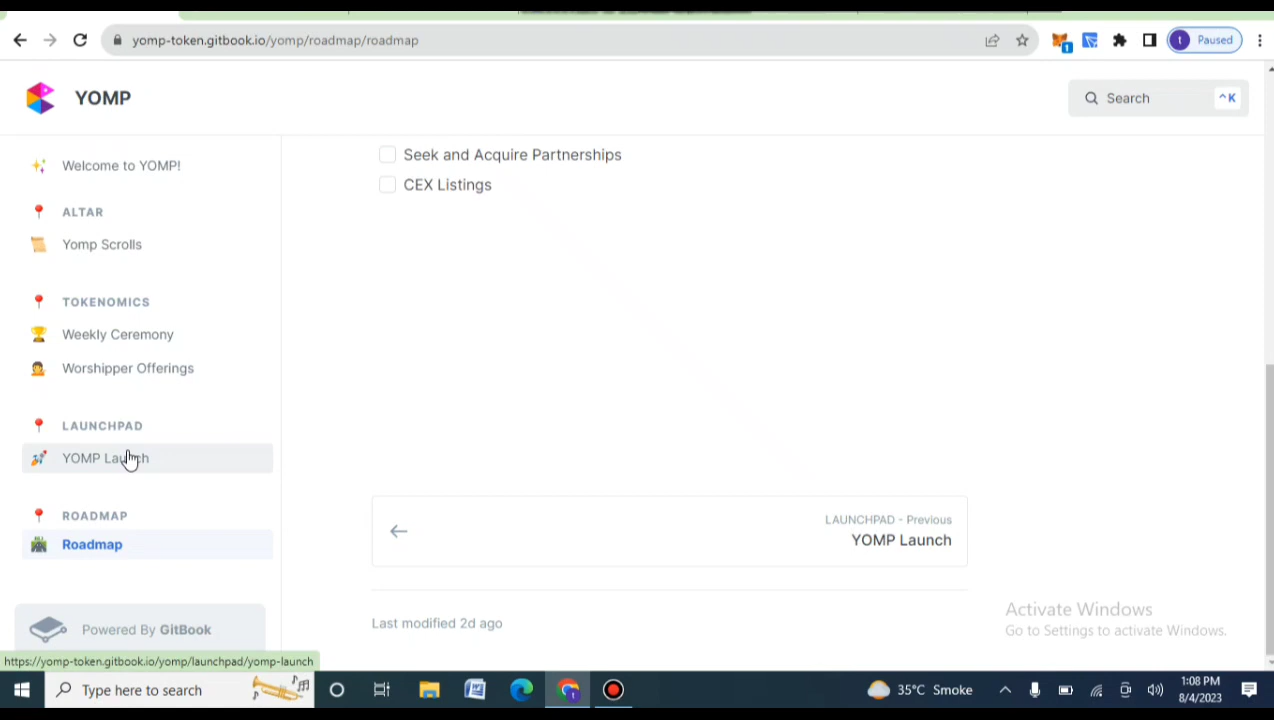 yomp-token.gitbook.io/yomp/roadmap/roadmap
1
t
Paused
YOMP
Search
^K
Welcome to YOMP!
ALTAR
Yomp Scrolls
TOKENOMICS
Weekly Ceremony
Worshipper Offerings
LAUNCHPAD
YOMP Launch
ROADMAP
Roadmap
Powered By GitBook
Seek and Acquire Partnerships
CEX Listings
LAUNCHPAD - Previous
YOMP Launch
Last modified 2d ago
Activate Windows
Go to Settings to activate Windows.
https://yomp-token.gitbook.io/yomp/launchpad/yomp-launch
Type here to search
35°C Smoke
1:08 PM
8/4/2023